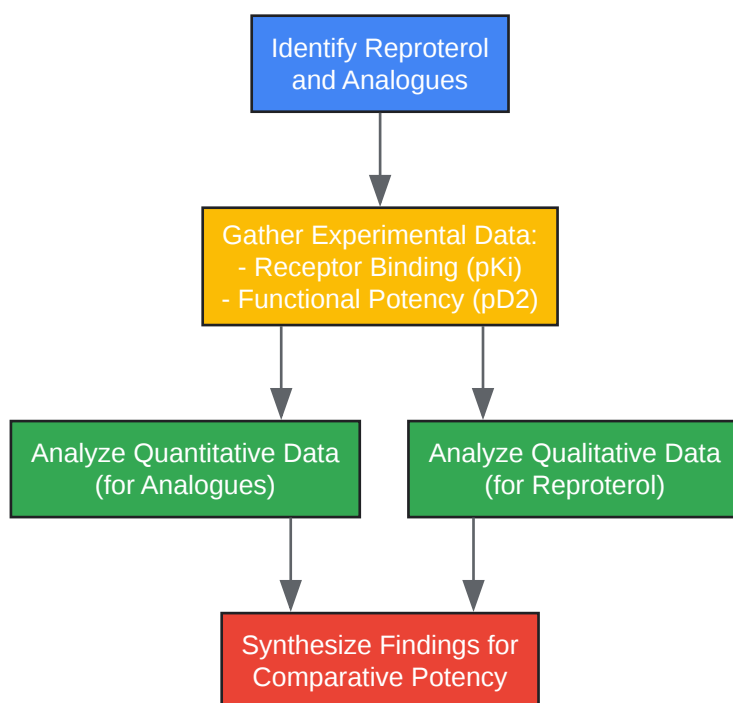 Identify Reproterol
and Analogues
Gather Experimental Data:
- Receptor Binding (pKi)
- Functional Potency (pD2)
Analyze Quantitative Data
(for Analogues)
Analyze Qualitative Data
(for Reproterol)
Synthesize Findings for
Comparative Potency